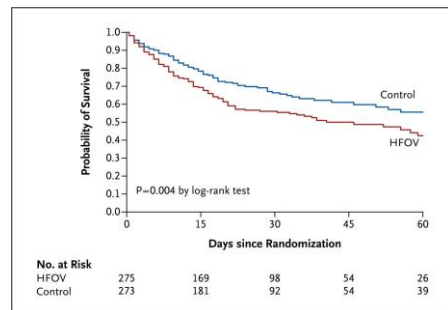 Probability of Survival
1.0
0.9
0.8
0.7
0.6
0.5
0.4
0.3
0.2
0.1
0.0
Control
HFOV
P=0.004 by log-rank test
0 15 30 45 60
Days since Randomization
No. at Risk
HFOV 275 169 98 54 26
Control 273 181 92 54 39